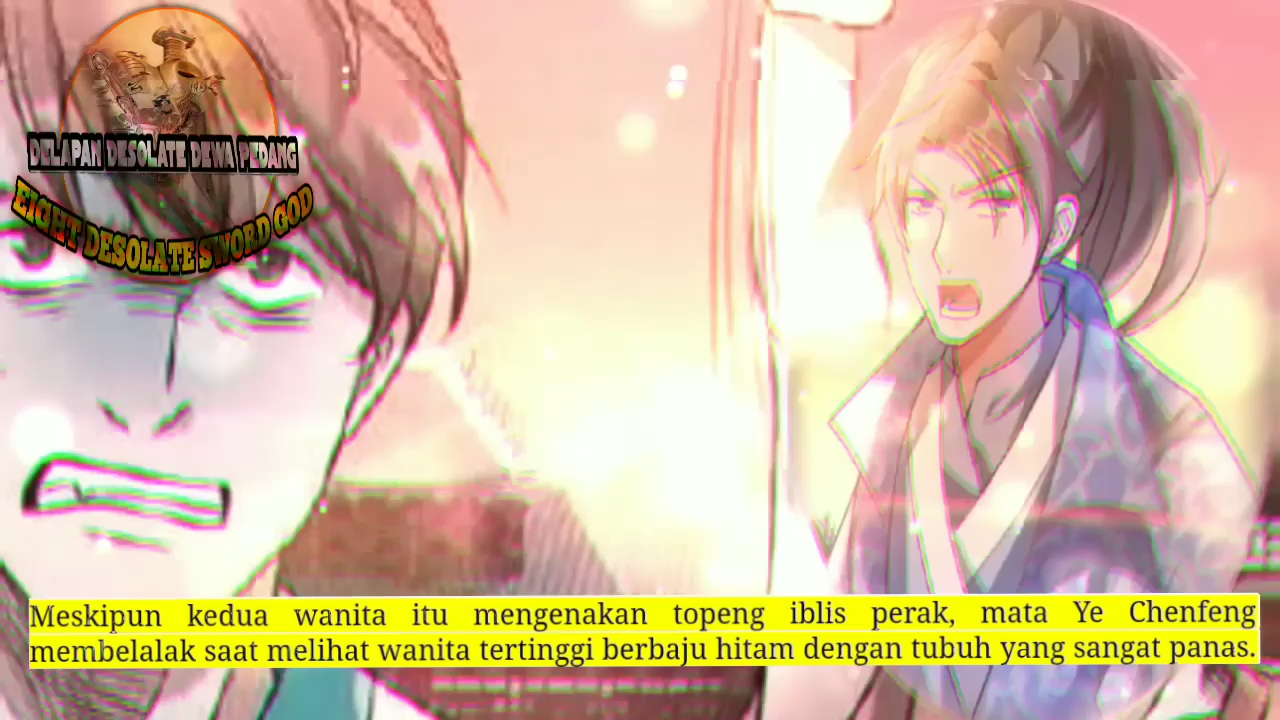 DELAPAN DESOLATE DEWA PEDANG
EIGHT DESOLATE SWORD GOD
Meskipun kedua wanita itu mengenakan topeng iblis perak, mata Ye Chenfeng
membelalak saat melihat wanita tertinggi berbaju hitam dengan tubuh yang sangat panas.